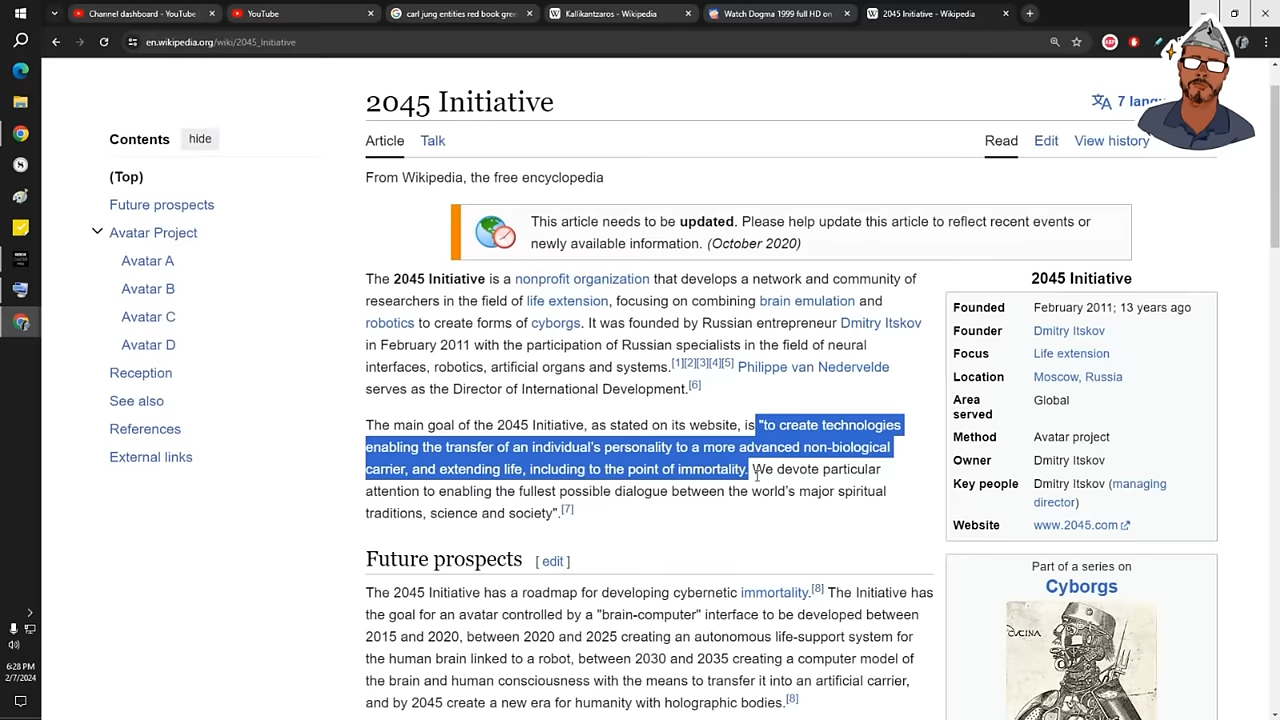 Channel dashboard - YouTube
YouTube
carl jung entities red book gree
Kalikantzaros - Wikipedia
Watch Dogma 1999 full HD on
2045 Initiative - Wikipedia
en.wikipedia.org/wiki/2045_Initiative
2045 Initiative
7 langu
Contents hide
Article Talk
Read Edit View history
(Top)
From Wikipedia, the free encyclopedia
Future prospects
Avatar Project
Avatar A
Avatar B
Avatar C
Avatar D
Reception
See also
References
External links
This article needs to be updated. Please help update this article to reflect recent events or
newly available information. (October 2020)
The 2045 Initiative is a nonprofit organization that develops a network and community of
researchers in the field of life extension, focusing on combining brain emulation and
robotics to create forms of cyborgs. It was founded by Russian entrepreneur Dmitry Itskov
in February 2011 with the participation of Russian specialists in the field of neural
interfaces, robotics, artificial organs and systems.[1][2][3][4][5] Philippe van Nedervelde
serves as the Director of International Development.[6]
The main goal of the 2045 Initiative, as stated on its website, is "to create technologies
enabling the transfer of an individual's personality to a more advanced non-biological
carrier, and extending life, including to the point of immortality. We devote particular
attention to enabling the fullest possible dialogue between the world's major spiritual
traditions, science and society".[7]
Future prospects [ edit ]
The 2045 Initiative has a roadmap for developing cybernetic immortality.[8] The Initiative has
the goal for an avatar controlled by a "brain-computer" interface to be developed between
2015 and 2020, between 2020 and 2025 creating an autonomous life-support system for
the human brain linked to a robot, between 2030 and 2035 creating a computer model of
the brain and human consciousness with the means to transfer it into an artificial carrier,
and by 2045 create a new era for humanity with holographic bodies.[8]
2045 Initiative
Founded February 2011; 13 years ago
Founder Dmitry Itskov
Focus Life extension
Location Moscow, Russia
Area
served Global
Method Avatar project
Owner Dmitry Itskov
Key people Dmitry Itskov (managing
director)
Website www.2045.com
Part of a series on
Cyborgs
6:28 PM
2/7/2024